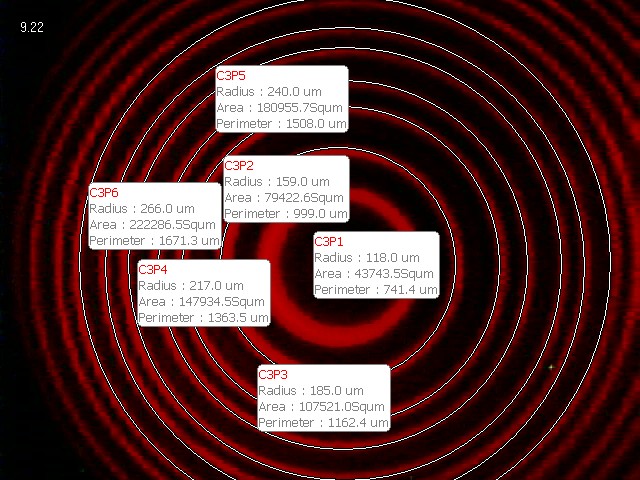 9.22
C3P5
Radius : 240.0 um
Area : 180955.7Squm
Perimeter : 1508.0 um
C3P2
Radius : 159.0 um
Area : 79422.6Squm
Perimeter : 999.0 um
C3P6
Radius : 266.0 um
Area : 222286.5Squm
Perimeter : 1671.3 um
C3P1
Radius : 118.0 um
Area : 43743.5Squm
Perimeter : 741.4 um
C3P4
Radius : 217.0 um
Area : 147934.5Squm
Perimeter : 1363.5 um
C3P3
Radius : 185.0 um
Area : 107521.0Squm
Perimeter : 1162.4 um